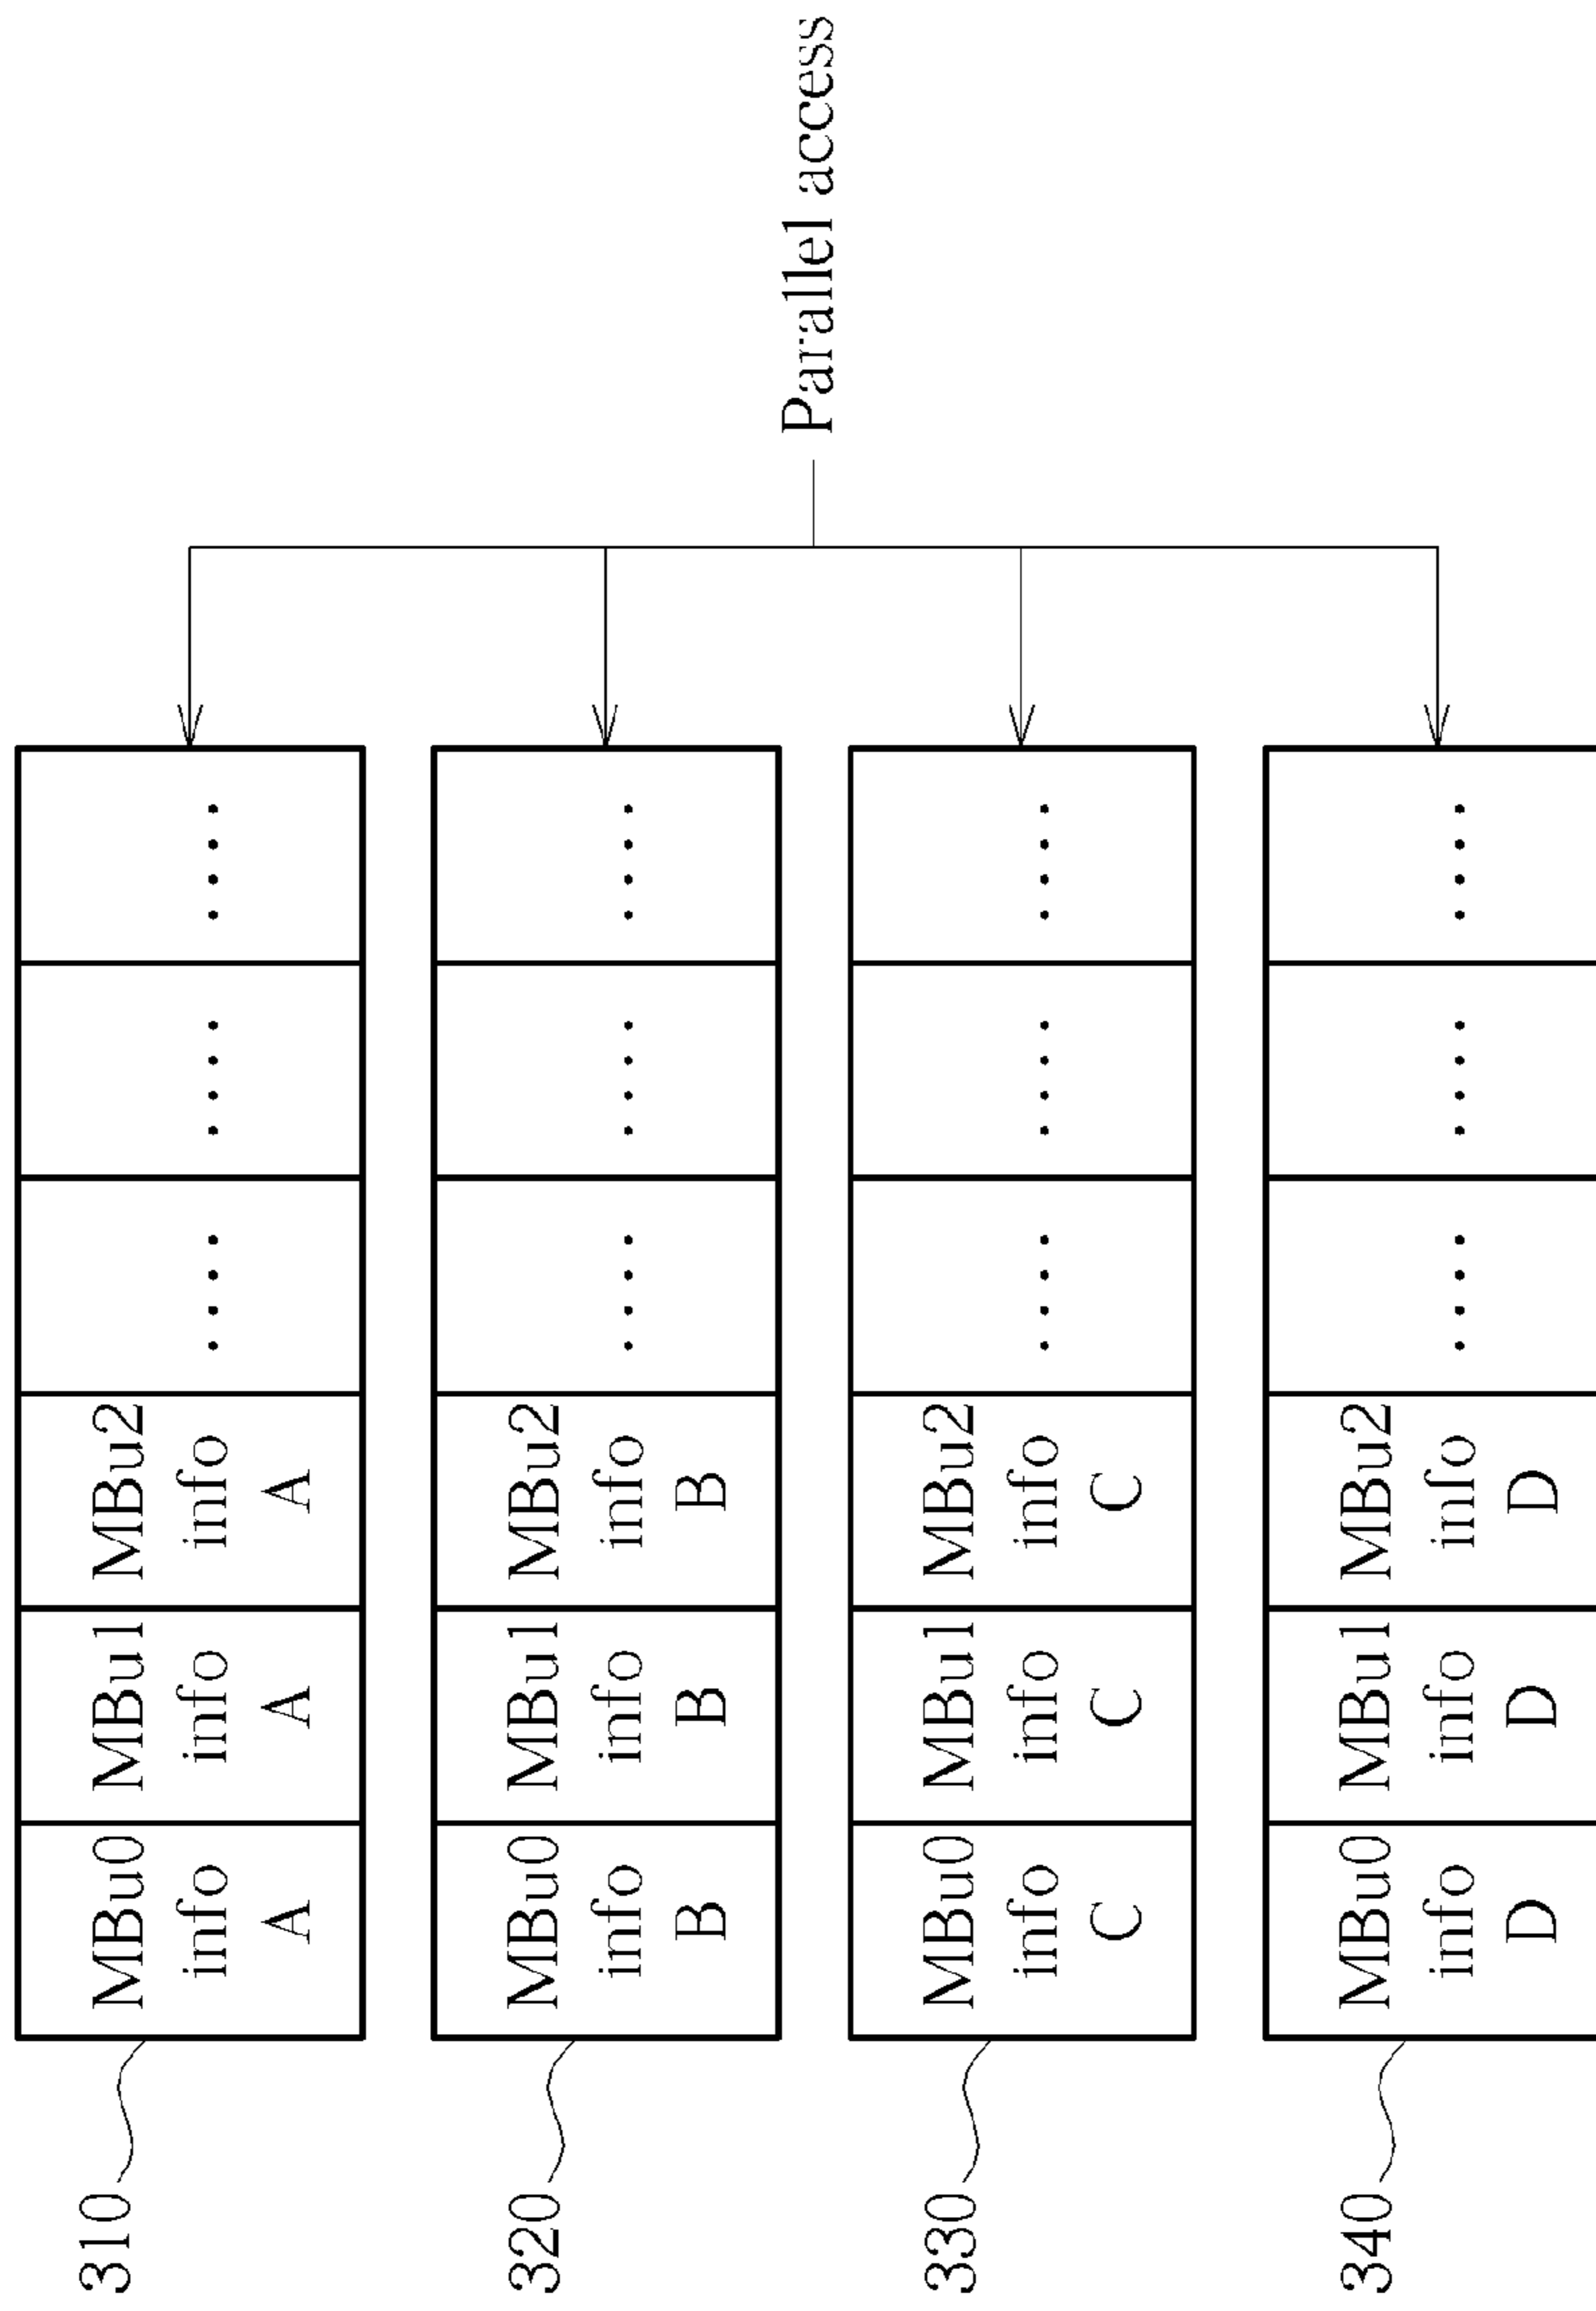 310
MBu0
info
A
MBu1
info
A
MBu2
info
A
....
....
....
320
MBu0
info
B
MBu1
info
B
MBu2
info
B
....
....
....
330
MBu0
info
C
MBu1
info
C
MBu2
info
C
....
....
....
340
MBu0
info
D
MBu1
info
D
MBu2
info
D
....
....
....
Parallel access